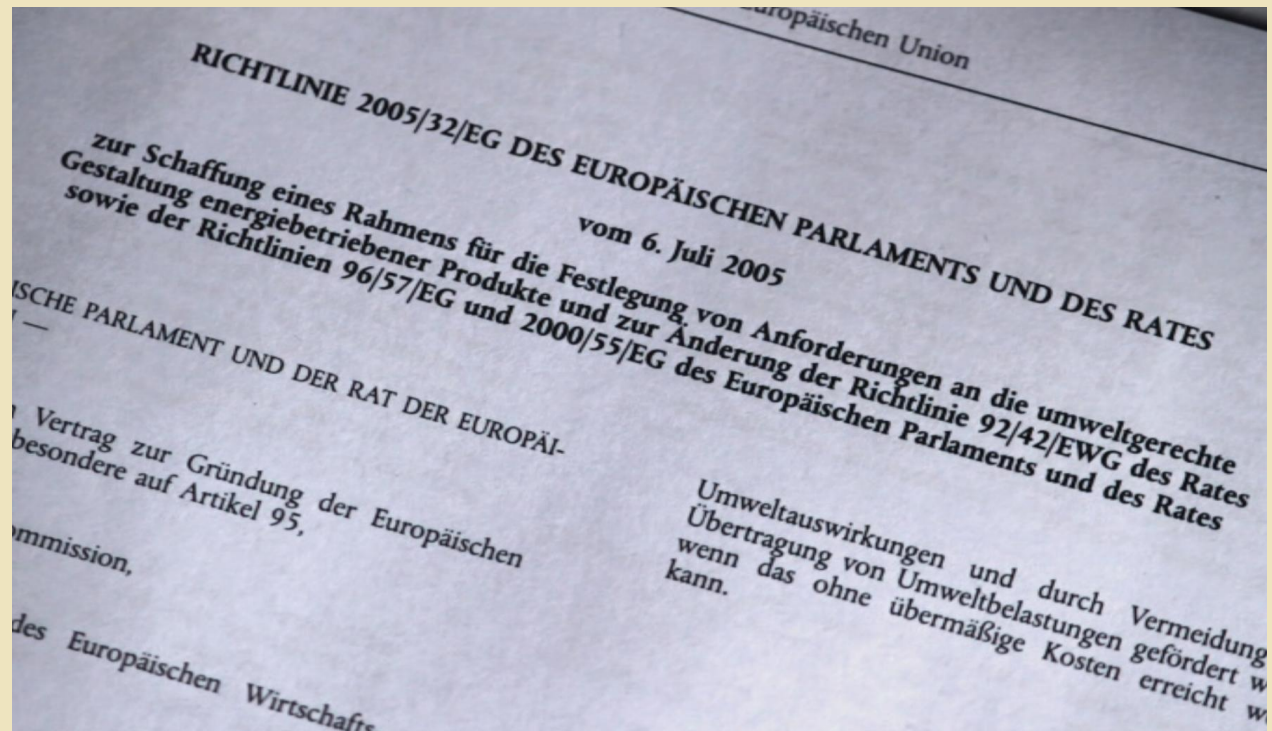 Europäischen Union
RICHTLINIE 2005/32/EG DES EUROPÄISCHEN PARLAMENTS UND DES RATES
vom 6. Juli 2005
zur Schaffung eines Rahmens für die Festlegung von Anforderungen an die umweltgerechte
Gestaltung energiebetriebener Produkte und zur Änderung der Richtlinie 92/42/EWG des Rates
sowie der Richtlinien 96/57/EG und 2000/55/EG des Europäischen Parlaments und des Rates
ISCHE PARLAMENT UND DER RAT DER EUROPÄI-
—
Vertrag zur Gründung der Europäischen
besondere auf Artikel 95,
ommission,
des Europäischen Wirtschafts
Umweltauswirkungen und durch Vermeidung
Übertragung von Umweltbelastungen gefördert w
wenn das ohne übermäßige Kosten erreicht we
kann.